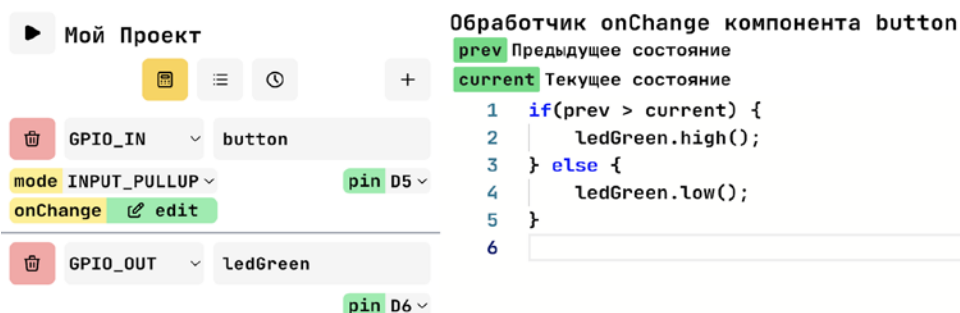 Мой Проект
GPIO_IN button
mode INPUT_PULLUP pin D5
onChange edit
GPIO_OUT ledGreen
pin D6
Обработчик onChange компонента button
prev Предыдущее состояние
current Текущее состояние
1 if(prev > current) {
2 ledGreen.high();
3 } else {
4 ledGreen.low();
5 }
6